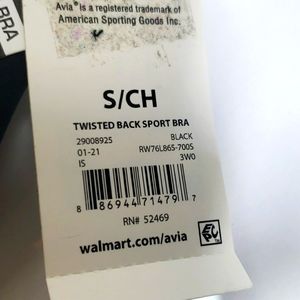 BRA
Avia® is a registered trademark of
American Sporting Goods Inc.
S/CH
TWISTED BACK SPORT BRA
29008925 BLACK
01-21 RW76L865-700S
IS 3W0
8 86944 71479 7
RN# 52469
walmart.com/avia